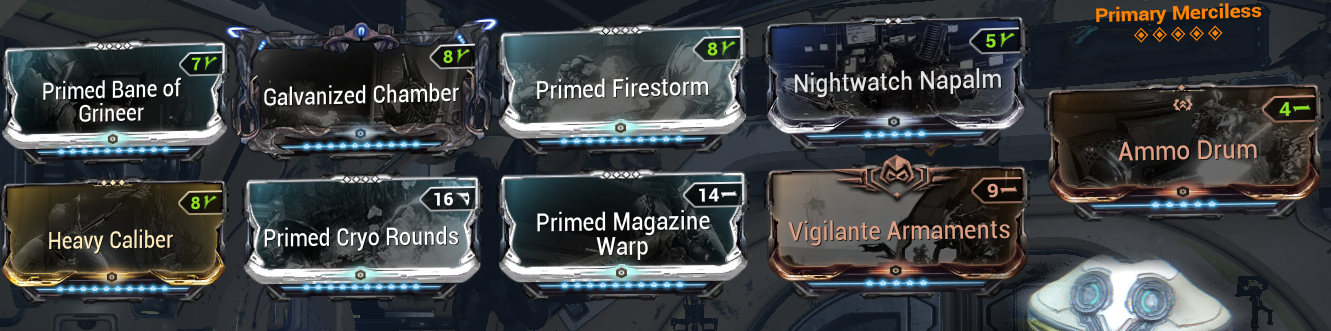 Primary Merciless
7
Primed Bane of
Grineer
8
Galvanized Chamber
8
Primed Firestorm
5
Nightwatch Napalm
4
Ammo Drum
8
Heavy Caliber
16
Primed Cryo Rounds
14
Primed Magazine
Warp
9
Vigilante Armaments